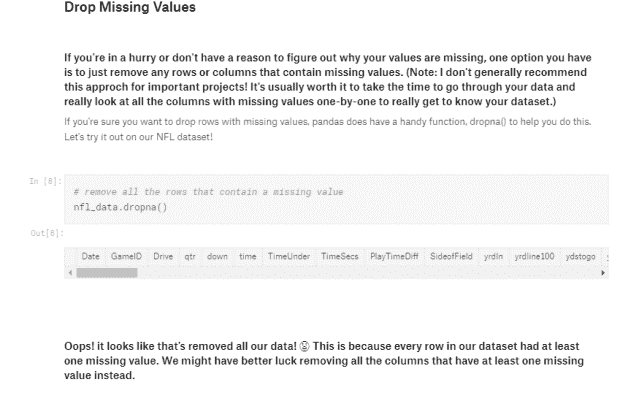 Drop Missing Values
If you're in a hurry or don't have a reason to figure out why your values are missing, one option you have
is to just remove any rows or columns that contain missing values. (Note: I don't generally recommend
this approch for important projects! It's usually worth it to take the time to go through your data and
really look at all the columns with missing values one-by-one to really get to know your dataset.)
If you're sure you want to drop rows with missing values, pandas does have a handy function, dropna() to help you do this.
Let's try it out on our NFL dataset!
In [8]:
# remove all the rows that contain a missing value
nfl_data.dropna()
Out[8]:
Date GameID Drive qtr down time TimeUnder TimeSecs PlayTimeDiff SideofField yrdln yrdline100 ydstogo
Oops! it looks like that's removed all our data! 😨 This is because every row in our dataset had at least
one missing value. We might have better luck removing all the columns that have at least one missing
value instead.